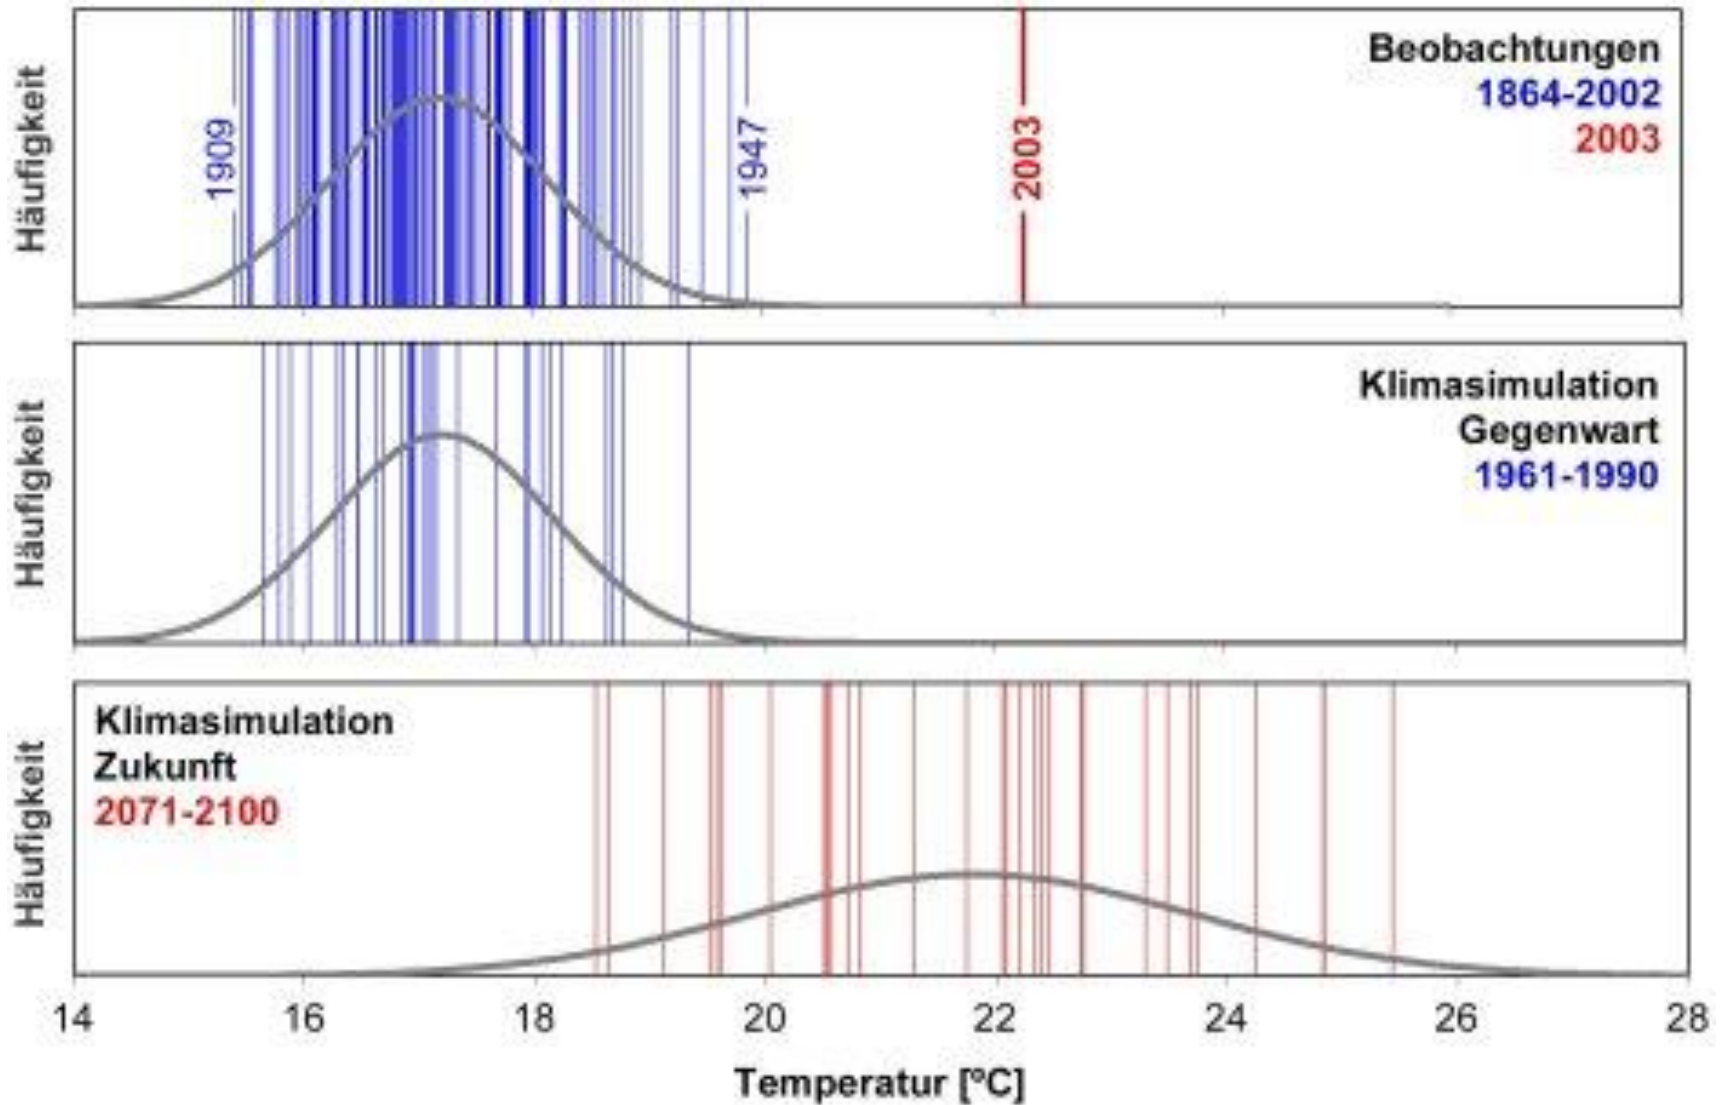 Häufigkeit
1909
1947
2003
Beobachtungen
1864-2002
2003
Häufigkeit
Klimasimulation
Gegenwart
1961-1990
Häufigkeit
Klimasimulation
Zukunft
2071-2100
14 16 18 20 22 24 26 28
Temperatur [°C]